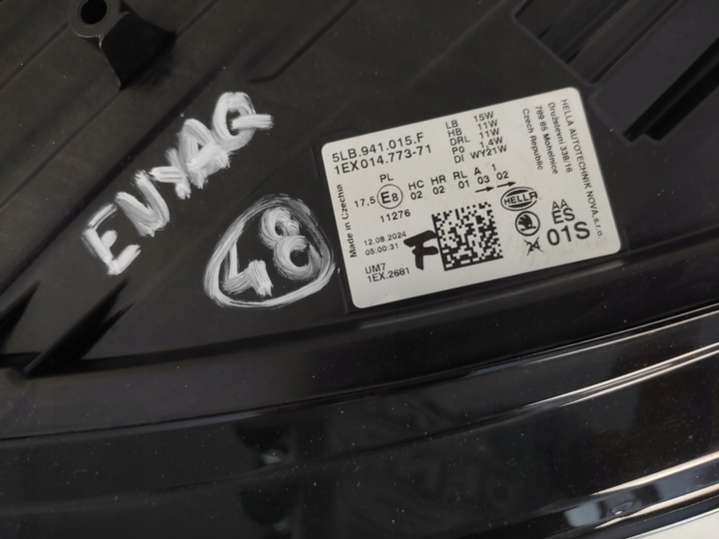 ENYAQ
48
5LB.941.015.F
1EX014.773-71
LB 15W
HB 11W
DRL 11W
PO 1,4W
DI WY21W
HELLA AUTOTECHNIK NOVA, s.r.o.
Družstevní 338/16
789 85 Mohelnice
Czech Republic
Made in Czechia
PL
17,5 E8 HC HR RL A 1
02 02 01 03 02
11276
12.08.2024
05:00:31
UM7
1EX.2681
F
HELLA
AA
ES
01S